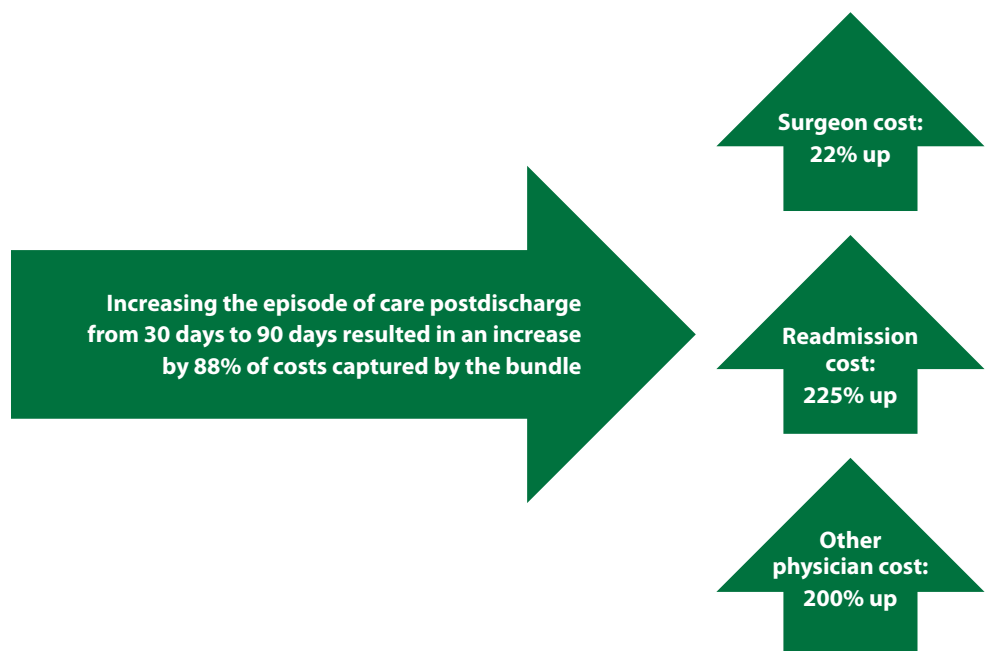 Surgeon cost:
22% up
Increasing the episode of care postdischarge
from 30 days to 90 days resulted in an increase
by 88% of costs captured by the bundle
Readmission
cost:
225% up
Other
physician cost:
200% up